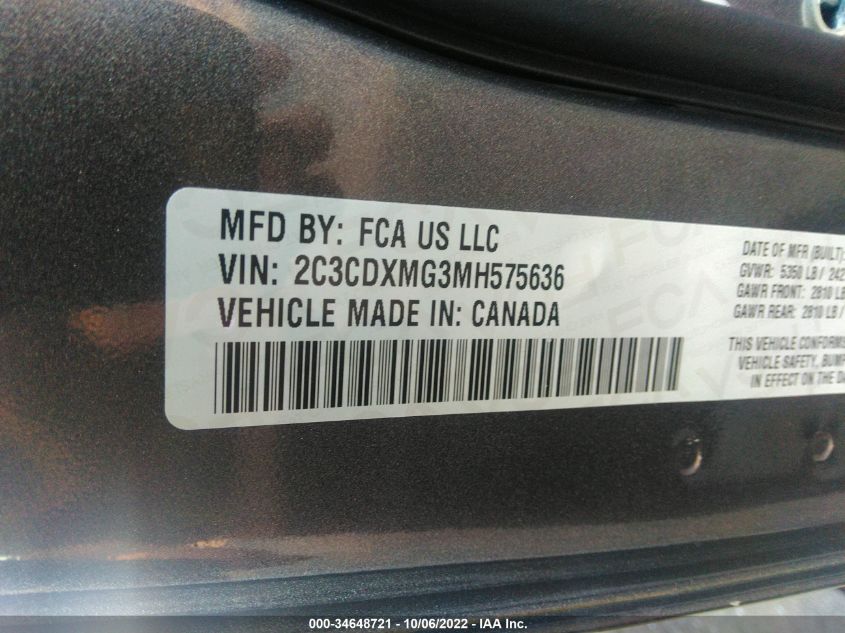 MFD BY: FCA US LLC
VIN: 2C3CDXMG3MH575636
VEHICLE MADE IN: CANADA
DATE OF MFR (BUILT):
GVWR: 5350 LB / 242
GAWR FRONT: 2810 LB
GAWR REAR: 2810 LB /
THIS VEHICLE CONFORMS
VEHICLE SAFETY, BUMP
IN EFFECT ON THE DA
000-34648721 - 10/06/2022 - IAA Inc.